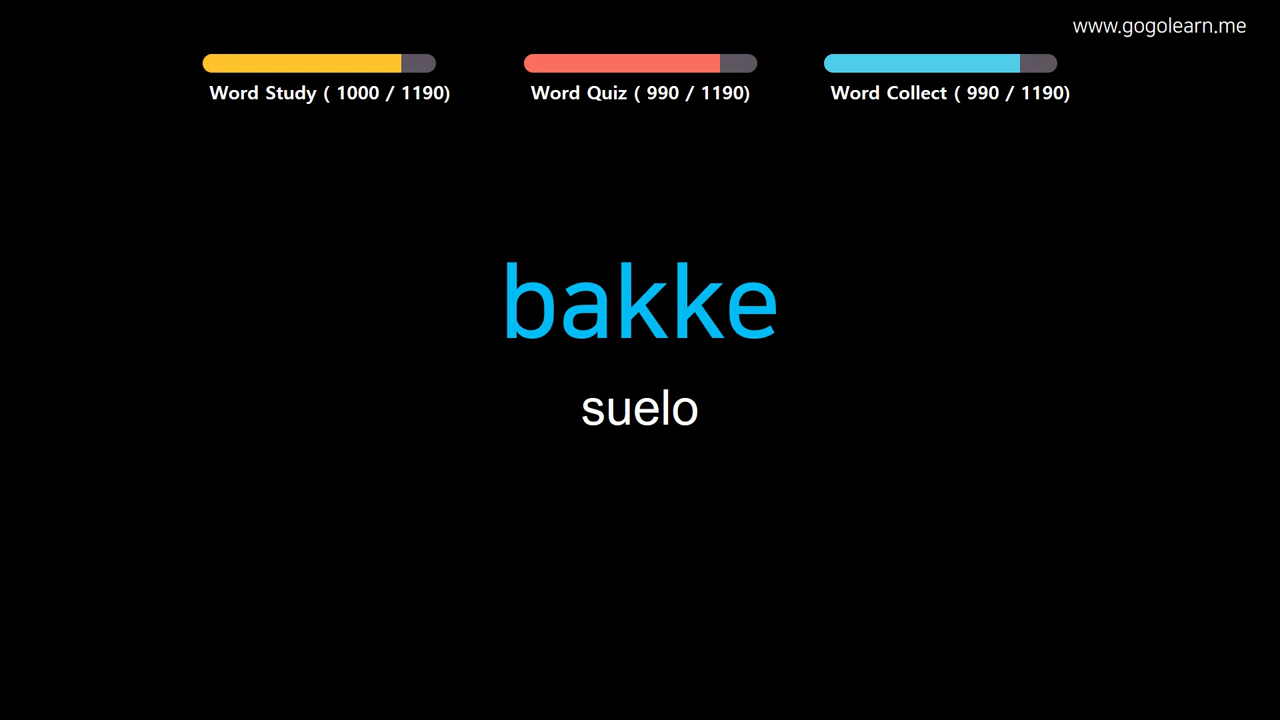 www.gogolearn.me
Word Study ( 1000 / 1190)
Word Quiz ( 990 / 1190)
Word Collect ( 990 / 1190)
bakke
suelo